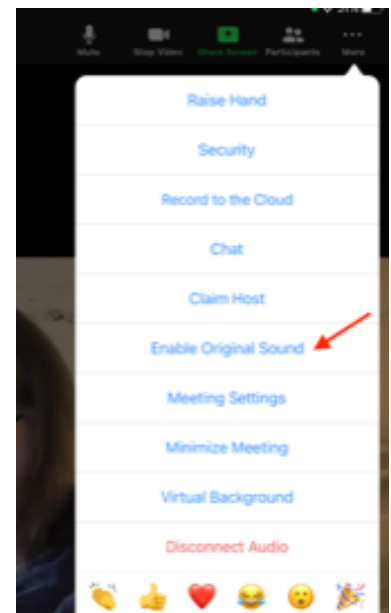 Mute Stop Video Share Screen Participants More
Raise Hand
Security
Record to the Cloud
Chat
Claim Host
Enable Original Sound
Meeting Settings
Minimize Meeting
Virtual Background
Disconnect Audio